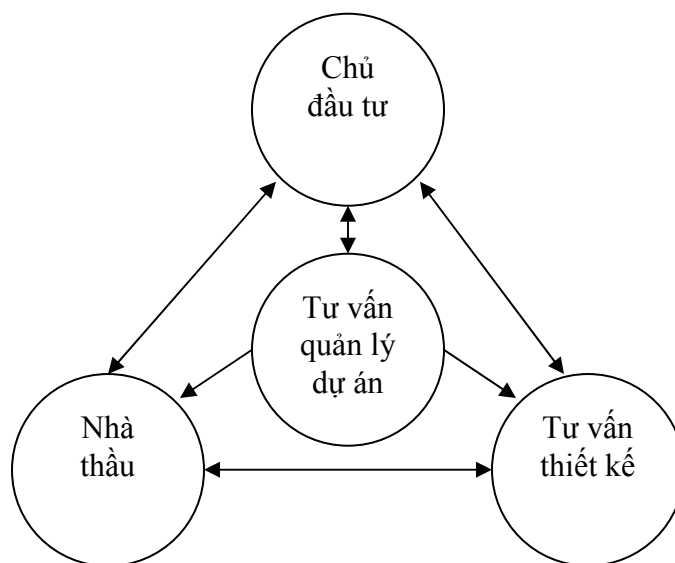 Chủ
đầu tư
Tư vấn
quản lý
dự án
Nhà
thầu
Tư vấn
thiết kế